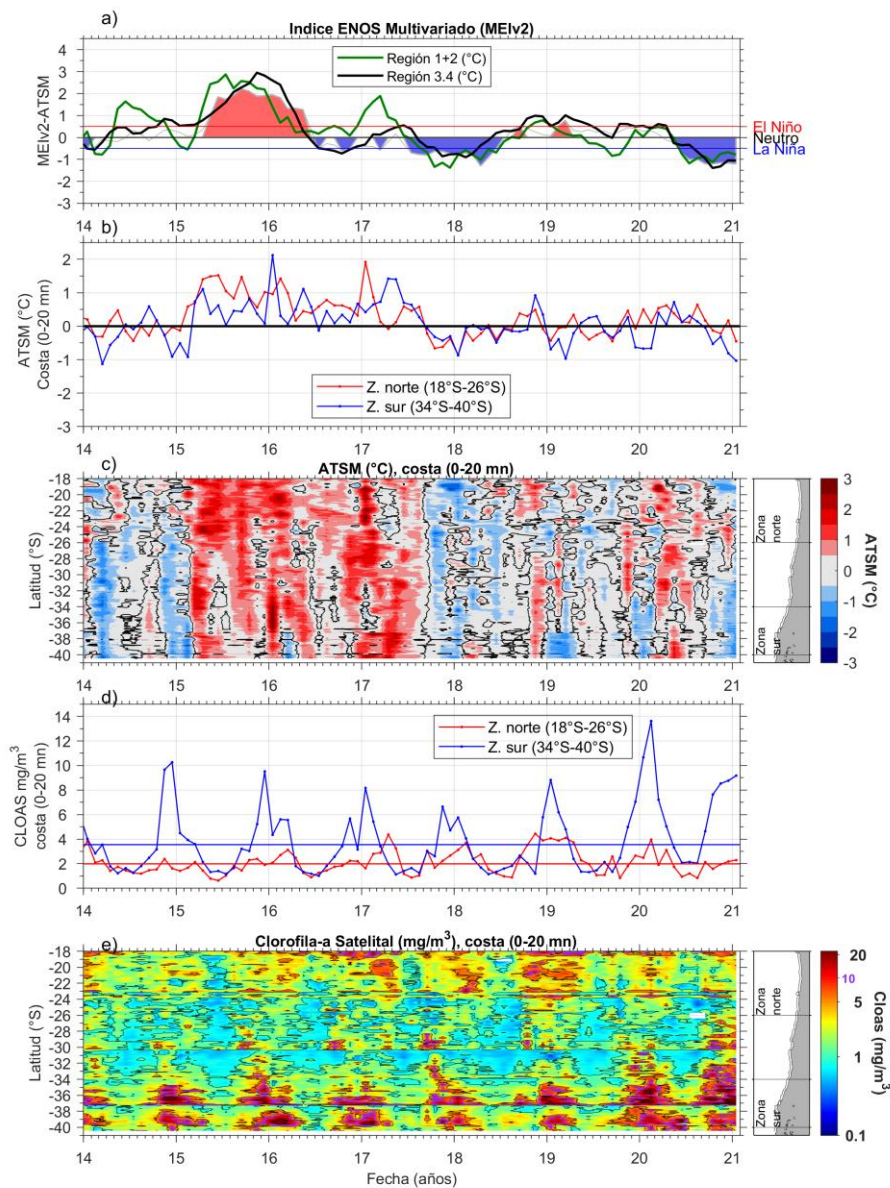 a)
Indice ENOS Multivariado (MEIv2)
MEIv2-ATSM
4
3
2
1
0
-1
-2
-3
Región 1+2 (°C)
Región 3.4 (°C)
El Niño
Neutro
La Niña
14 15 16 17 18 19 20 21
b)
ATSM (°C)
Costa (0-20 mn)
2
1
0
-1
-2
-3
Z. norte (18°S-26°S)
Z. sur (34°S-40°S)
14 15 16 17 18 19 20 21
c)
ATSM (°C), costa (0-20 mn)
Latitud (°S)
-18
-20
-22
-24
-26
-28
-30
-32
-34
-36
-38
-40
14 15 16 17 18 19 20 21
Zona
norte
Zona
sur
3
2
1
0
-1
-2
-3
ATSM (°C)
d)
CLOAS mg/m³
costa (0-20 mn)
14
12
10
8
6
4
2
0
Z. norte (18°S-26°S)
Z. sur (34°S-40°S)
14 15 16 17 18 19 20 21
e)
Clorofila-a Satelital (mg/m³), costa (0-20 mn)
Latitud (°S)
-18
-20
-22
-24
-26
-28
-30
-32
-34
-36
-38
-40
14 15 16 17 18 19 20 21
Fecha (años)
Zona
norte
Zona
sur
20
10
5
1
0.1
Cloas
(mg/m³)